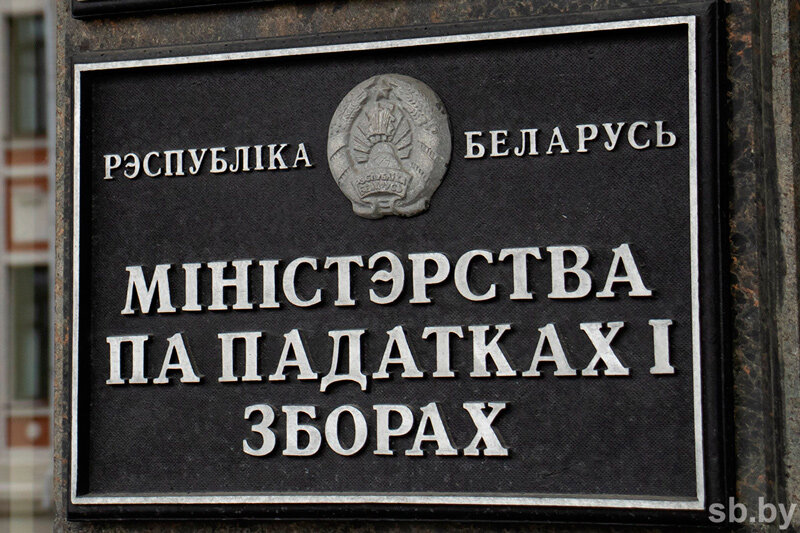 РЭСПУБЛІКА БЕЛАРУСЬ
МІНІСТЭРСТВА
ПА ПАДАТКАХ І
ЗБОРАХ
sb.by